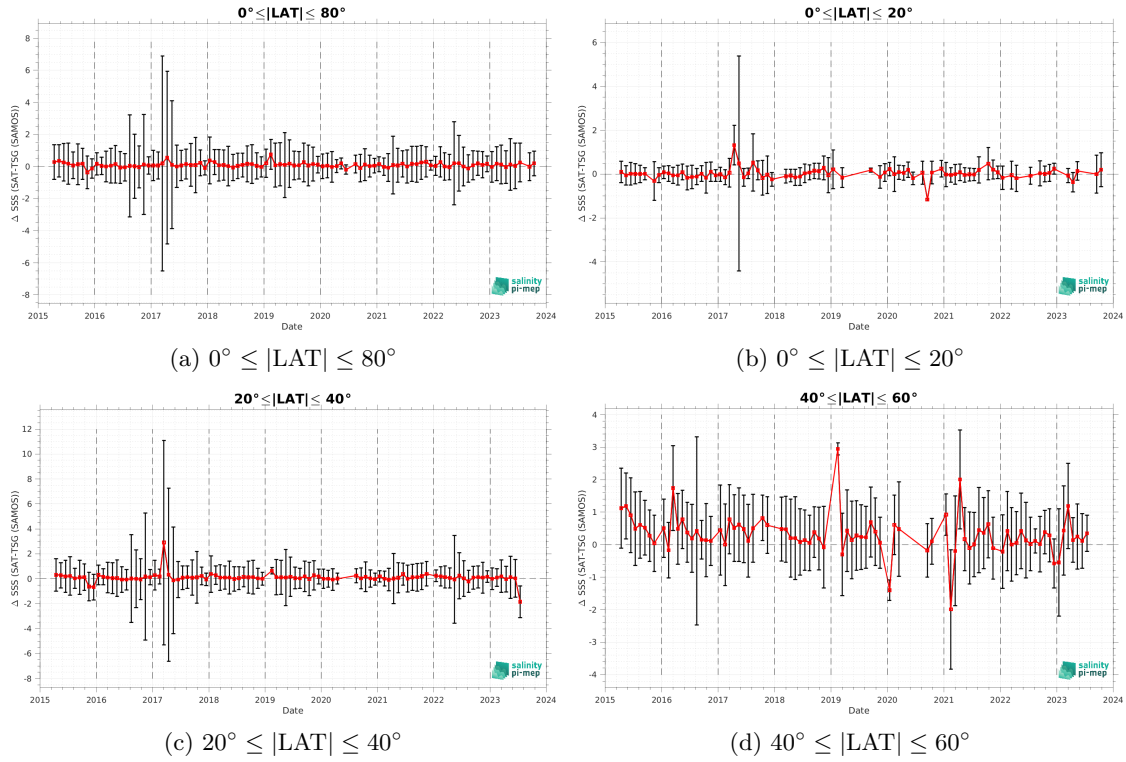 0°≤|LAT|≤ 80°
Δ SSS (SAT-TSG (SAMOS))
8
6
4
2
0
-2
-4
-6
-8
2015 2016 2017 2018 2019 2020 2021 2022 2023 2024
Date
salinity
pi-mep
(a) 0° ≤ |LAT| ≤ 80°
0°≤|LAT|≤ 20°
Δ SSS (SAT-TSG (SAMOS))
6
4
2
0
-2
-4
2015 2016 2017 2018 2019 2020 2021 2022 2023 2024
Date
salinity
pi-mep
(b) 0° ≤ |LAT| ≤ 20°
20°≤|LAT|≤ 40°
Δ SSS (SAT-TSG (SAMOS))
12
10
8
6
4
2
0
-2
-4
-6
-8
2015 2016 2017 2018 2019 2020 2021 2022 2023 2024
Date
salinity
pi-mep
(c) 20° ≤ |LAT| ≤ 40°
40°≤|LAT|≤ 60°
Δ SSS (SAT-TSG (SAMOS))
4
3
2
1
0
-1
-2
-3
-4
2015 2016 2017 2018 2019 2020 2021 2022 2023 2024
Date
salinity
pi-mep
(d) 40° ≤ |LAT| ≤ 60°